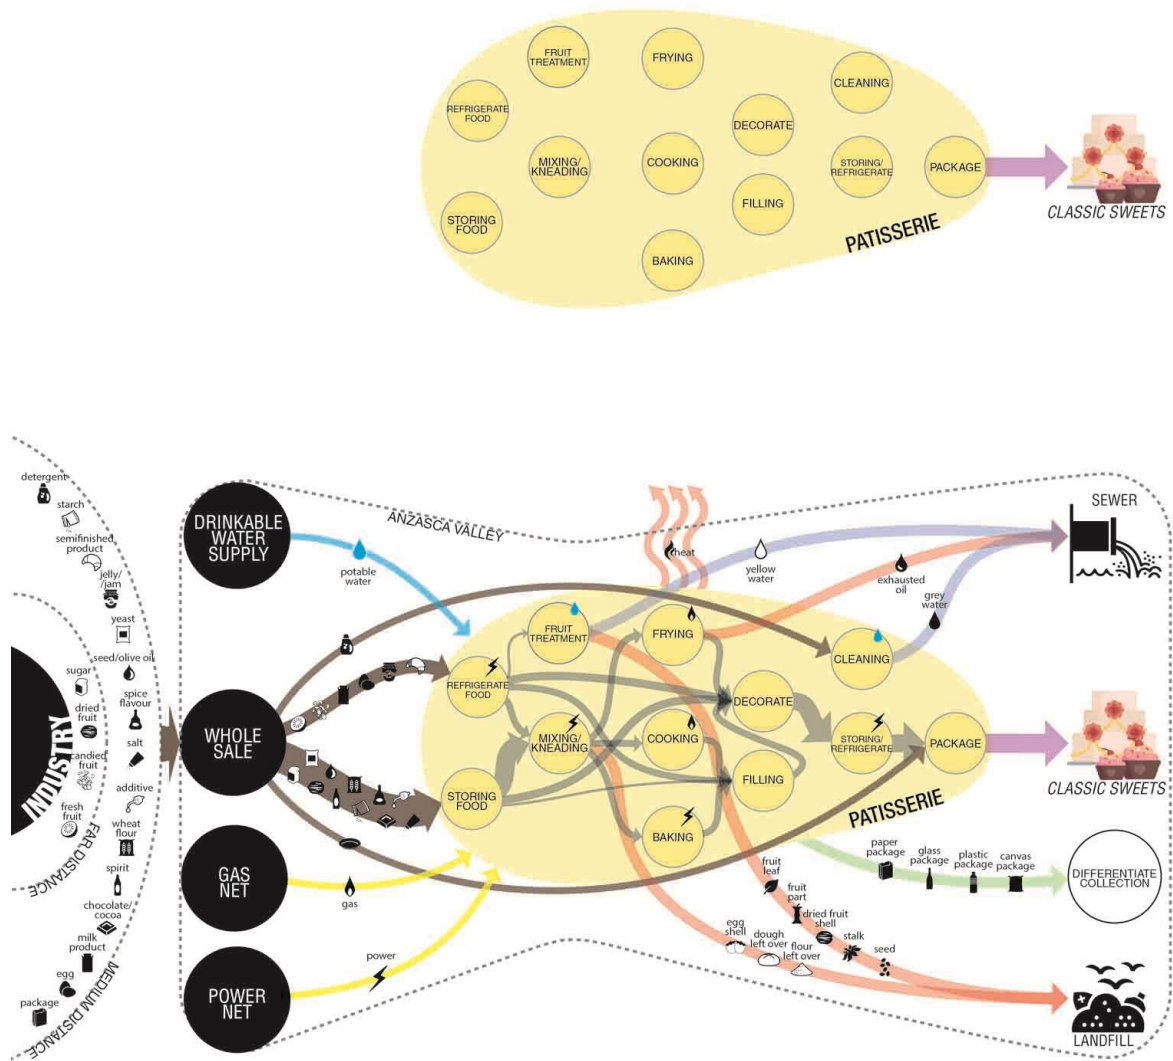 FRUIT
TREATMENT
FRYING
CLEANING
REFRIGERATE
FOOD
DECORATE
MIXING/
KNEADING
COOKING
STORING/
REFRIGERATE
PACKAGE
STORING
FOOD
FILLING
BAKING
PATISSERIE
CLASSIC SWEETS
detergent
starch
semifinished
product
jelly/
/jam
yeast
seed/olive oil
sugar
spice
flavour
dried
fruit
salt
candied
fruit
additive
fresh
fruit
wheat
flour
spirit
chocolate/
cocoa
milk
product
egg
package
INDUSTRY
FAR DISTANCE
MEDIUM DISTANCE
DRINKABLE
WATER
SUPPLY
WHOLE
SALE
GAS
NET
POWER
NET
ANZASCA VALLEY
potable
water
gas
power
heat
yellow
water
exhausted
oil
grey
water
FRUIT
TREATMENT
FRYING
CLEANING
REFRIGERATE
FOOD
DECORATE
MIXING/
KNEADING
COOKING
STORING/
REFRIGERATE
PACKAGE
STORING
FOOD
FILLING
BAKING
PATISSERIE
SEWER
CLASSIC SWEETS
paper
package
glass
package
plastic
package
canvas
package
DIFFERENTIATE
COLLECTION
fruit
leaf
fruit
part
dried fruit
shell
stalk
seed
egg
shell
dough
left over
flour
left over
LANDFILL